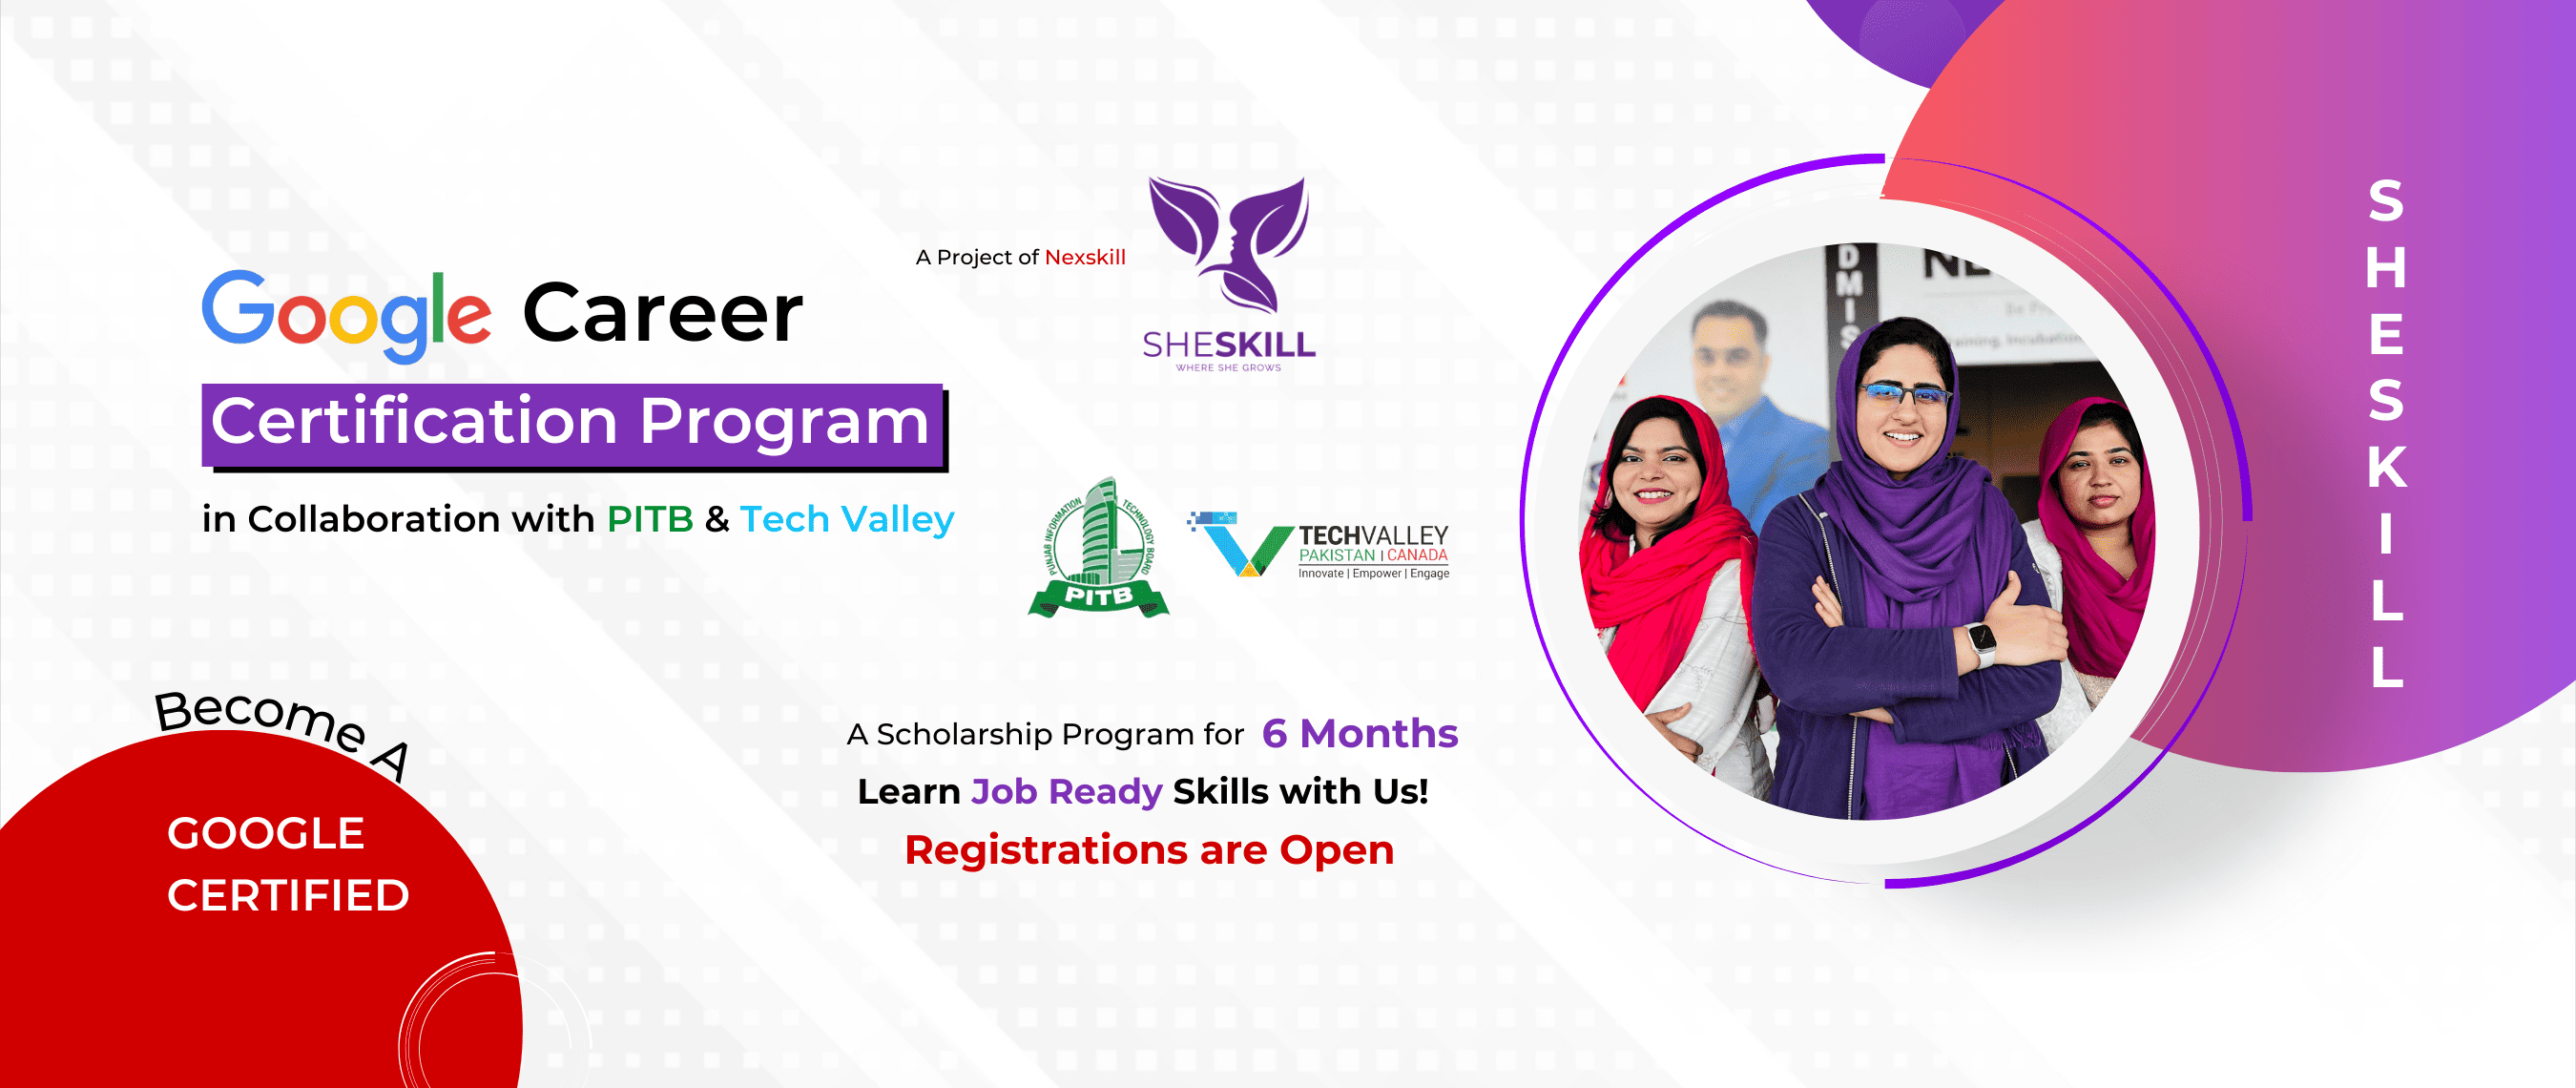 Google Career
Certification Program
in Collaboration with PITB & Tech Valley
A Project of Nexskill
SHESKILL
WHERE SHE GROWS
PUNJAB INFORMATION TECHNOLOGY BOARD
PITB
TECHVALLEY
PAKISTAN | CANADA
Innovate | Empower | Engage
Become A
GOOGLE
CERTIFIED
A Scholarship Program for 6 Months
Learn Job Ready Skills with Us!
Registrations are Open
DMIS
SHESKILL